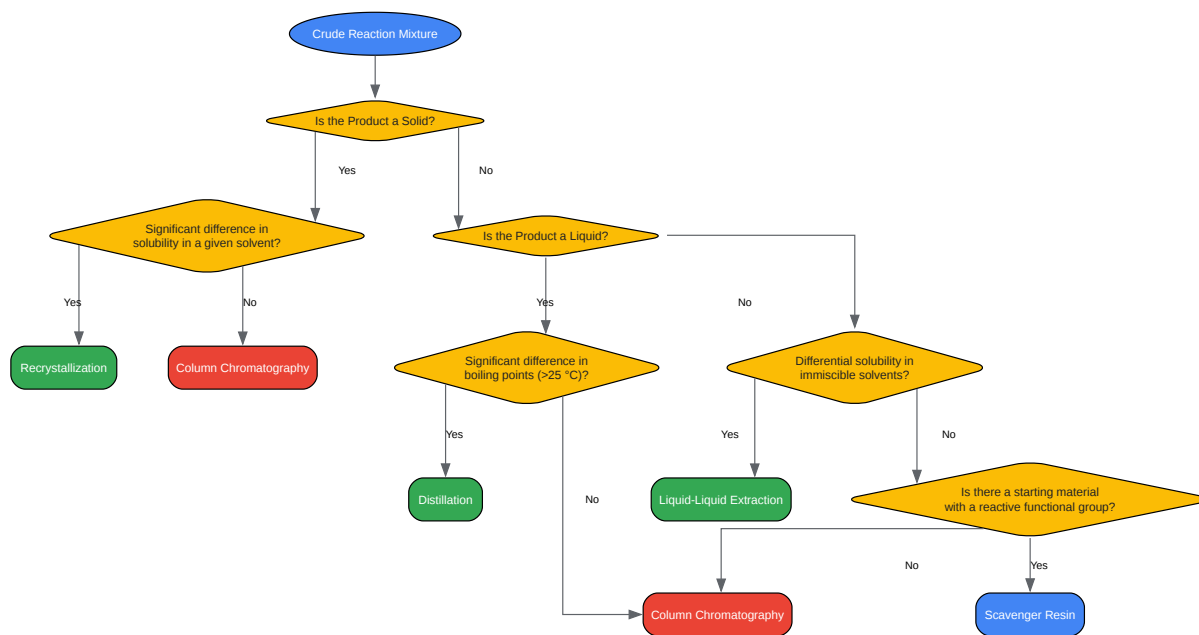 Crude Reaction Mixture
Is the Product a Solid?
Yes
No
Significant difference in
solubility in a given solvent?
Is the Product a Liquid?
Yes
No
Yes
No
Recrystallization
Column Chromatography
Significant difference in
boiling points (>25 °C)?
Differential solubility in
immiscible solvents?
Yes
Yes
No
Distillation
No
Liquid-Liquid Extraction
Is there a starting material
with a reactive functional group?
No
Yes
Column Chromatography
Scavenger Resin